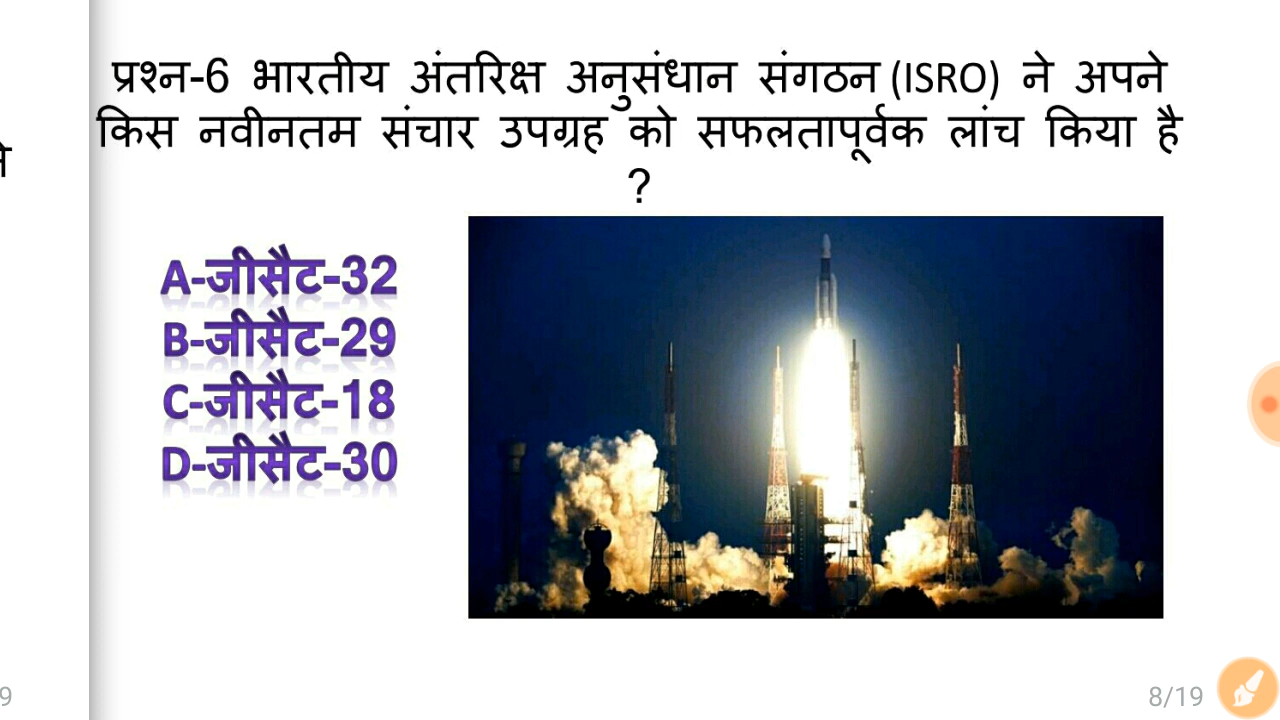 प्रश्न-6 भारतीय अंतरिक्ष अनुसंधान संगठन (ISRO) ने अपने
किस नवीनतम संचार उपग्रह को सफलतापूर्वक लांच किया है
?
A-जीसैट-32
B-जीसैट-29
C-जीसैट-18
D-जीसैट-30
9
8/19